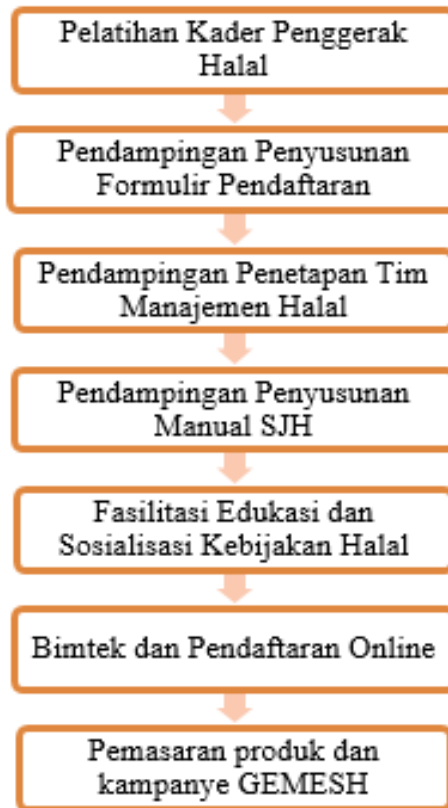 Pelatihan Kader Penggerak
Halal
Pendampingan Penyusunan
Formulir Pendaftaran
Pendampingan Penetapan Tim
Manajemen Halal
Pendampingan Penyusunan
Manual SJH
Fasilitasi Edukasi dan
Sosialisasi Kebijakan Halal
Bimtek dan Pendaftaran Online
Pemasaran produk dan
kampanye GEMESH